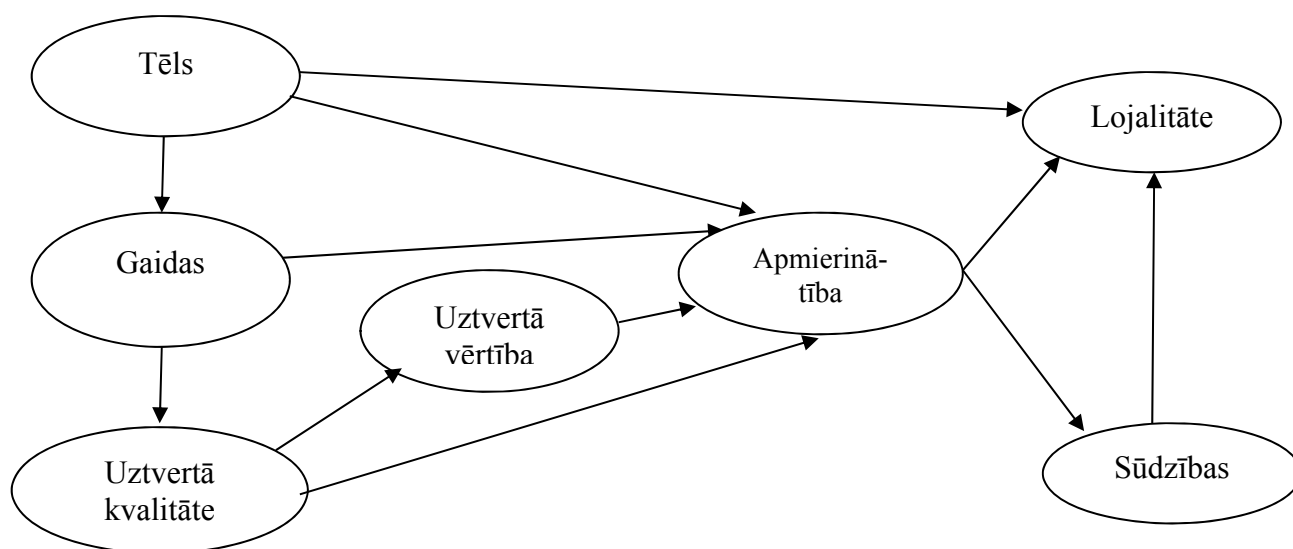 Tēls
Lojalitāte
Gaidas
Apmierinā-
tība
Uztvertā
vērtība
Uztvertā
kvalitāte
Sūdzības